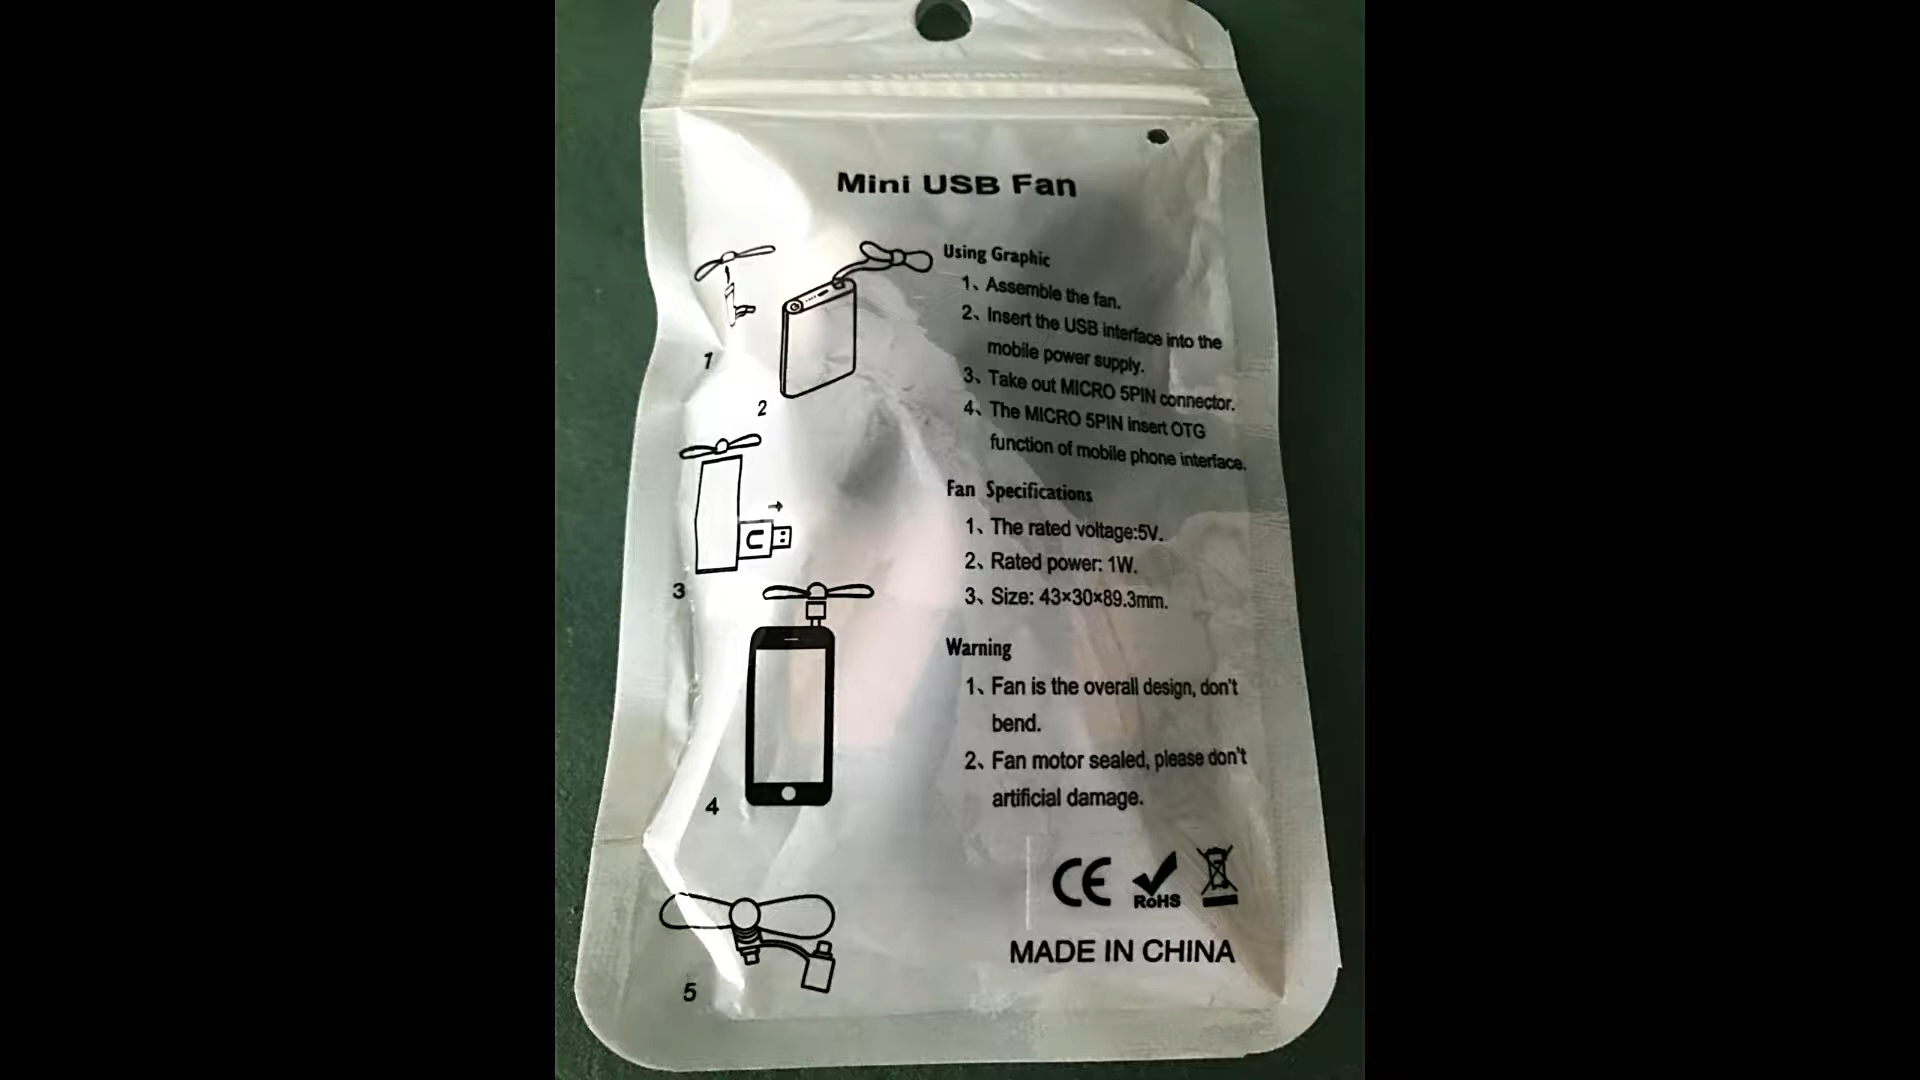 Mini USB Fan
1
2
3
4
5
Using Graphic
1、Assemble the fan.
2、Insert the USB interface into the
mobile power supply.
3、Take out MICRO 5PIN connector.
4、The MICRO 5PIN insert OTG
function of mobile phone interface.
Fan Specifications
1、The rated voltage:5V.
2、Rated power: 1W.
3、Size: 43×30×89.3mm.
Warning
1、Fan is the overall design, don't
bend.
2、Fan motor sealed, please don't
artificial damage.
CE RoHS
MADE IN CHINA